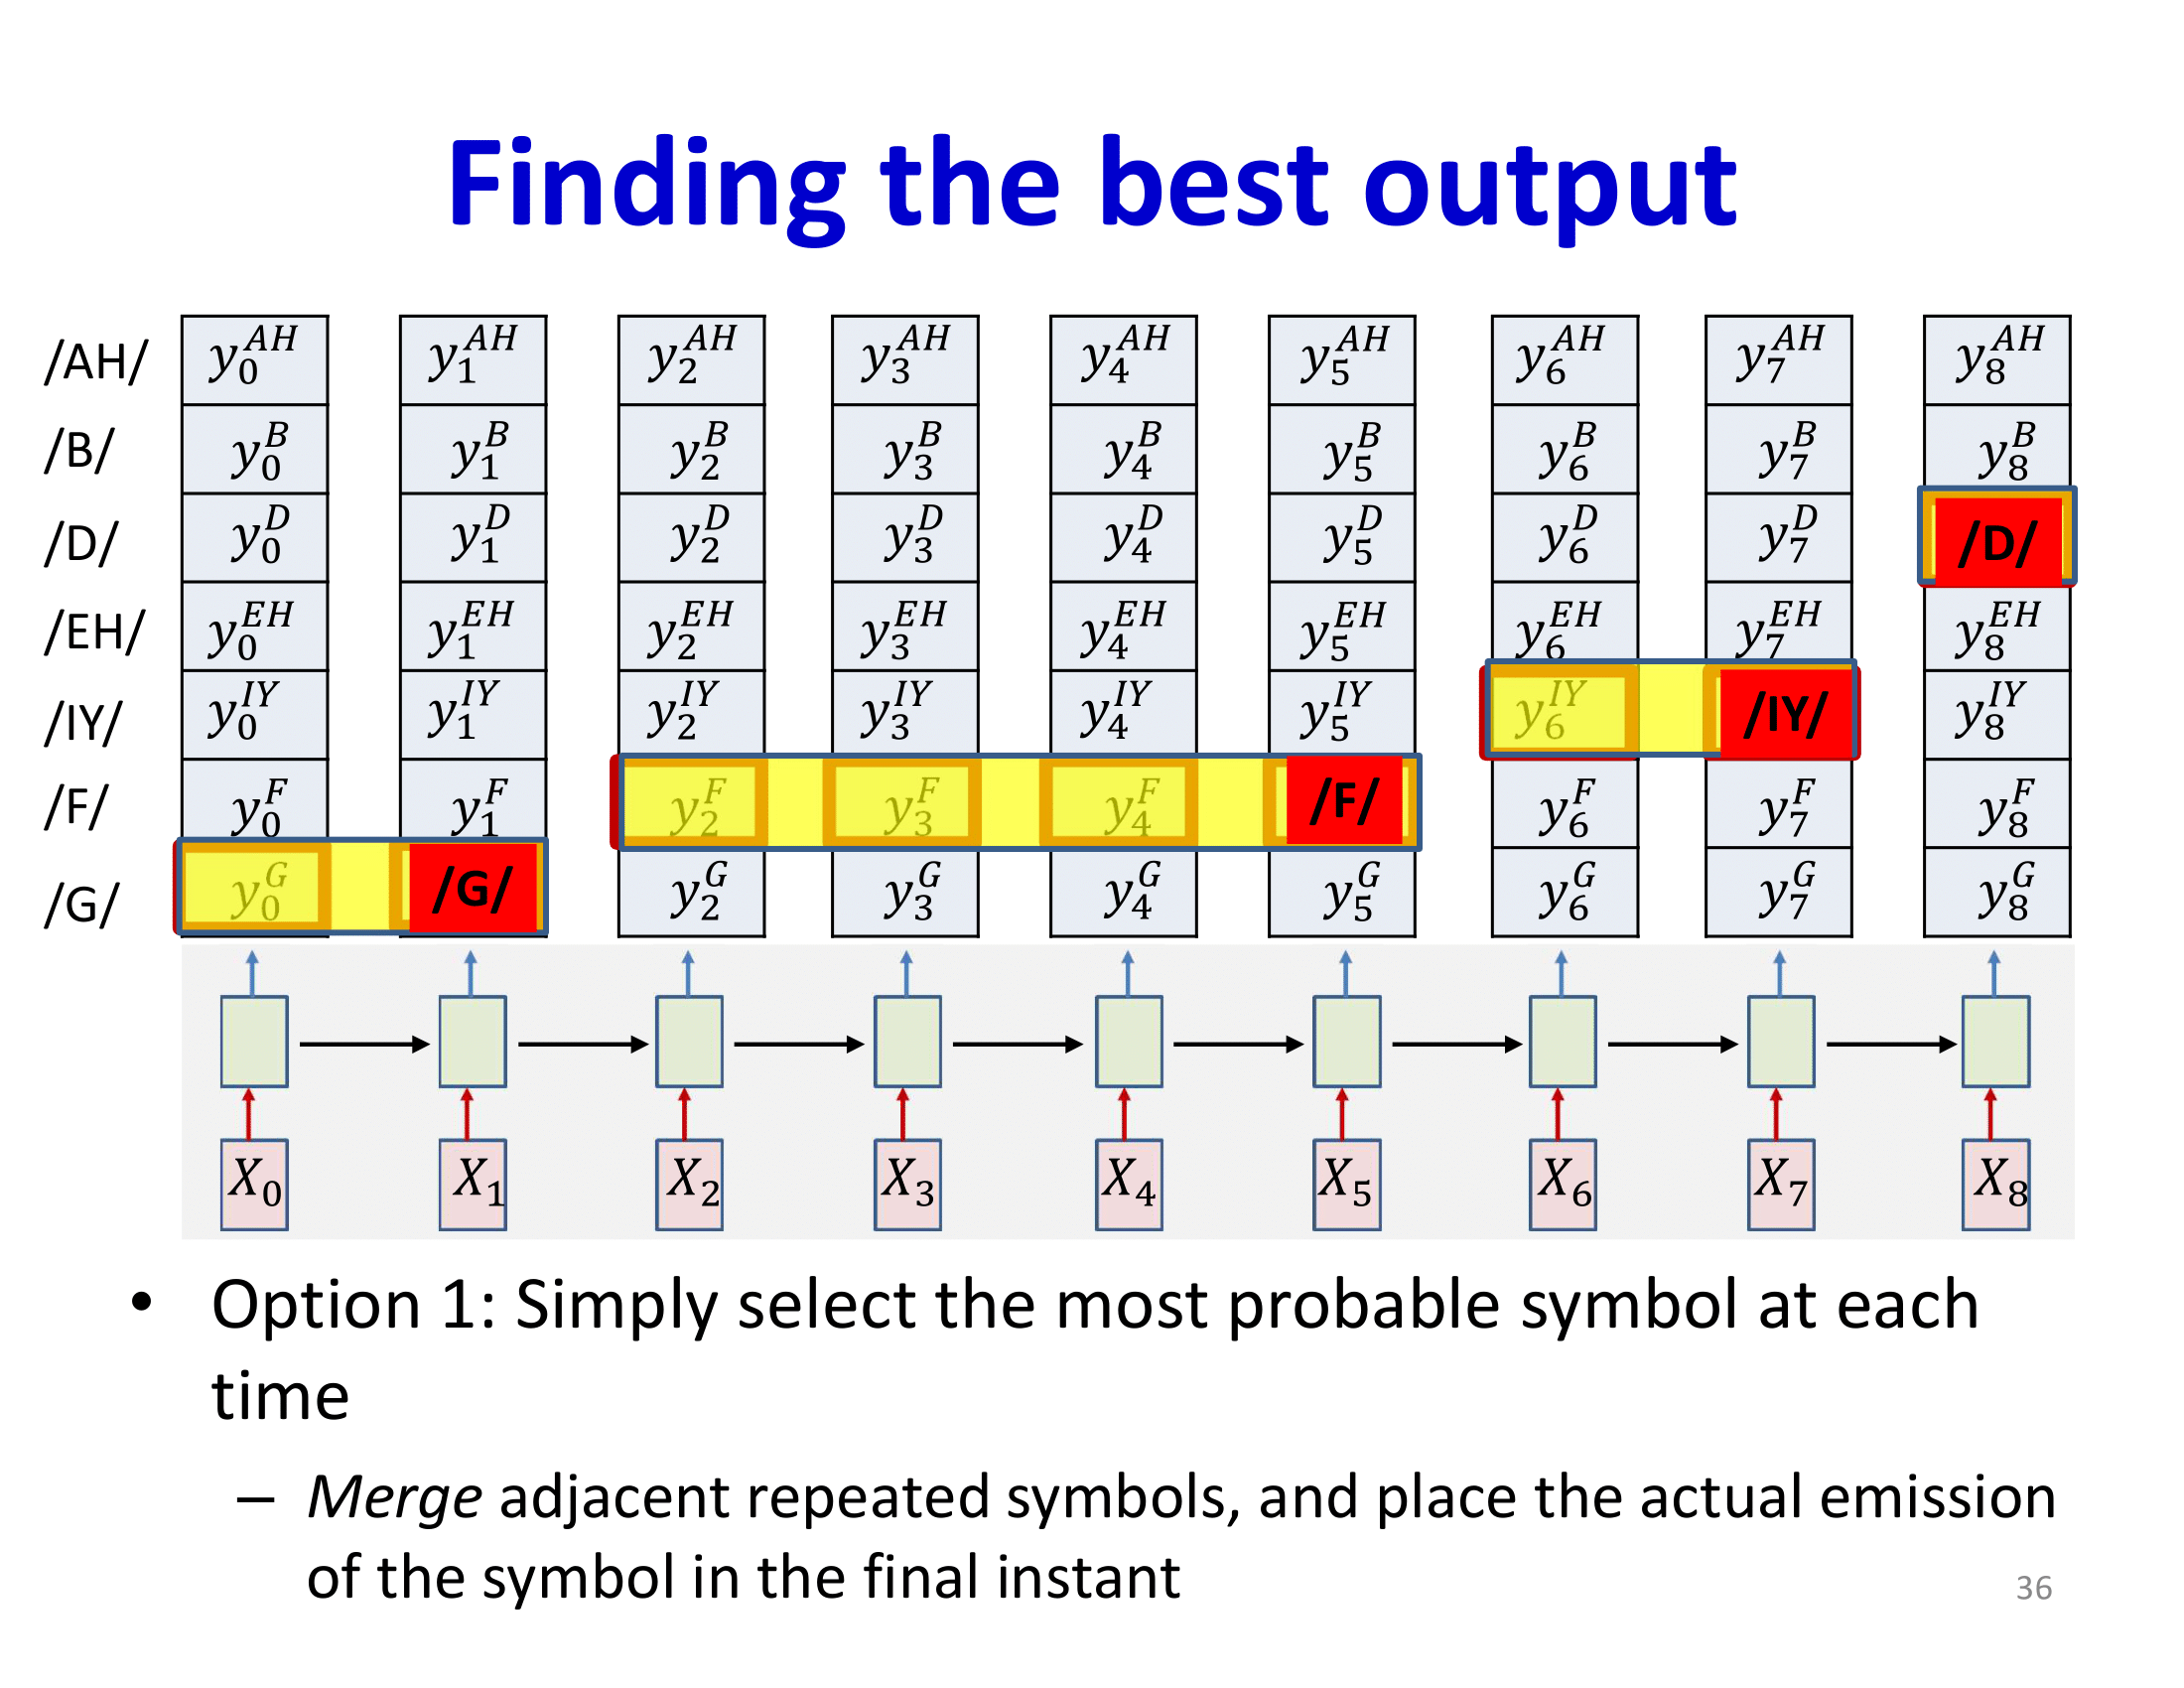 Finding the best output
/AH/ y_0^{AH} y_1^{AH} y_2^{AH} y_3^{AH} y_4^{AH} y_5^{AH} y_6^{AH} y_7^{AH} y_8^{AH}
/B/ y_0^B y_1^B y_2^B y_3^B y_4^B y_5^B y_6^B y_7^B y_8^B
/D/ y_0^D y_1^D y_2^D y_3^D y_4^D y_5^D y_6^D y_7^D /D/
/EH/ y_0^{EH} y_1^{EH} y_2^{EH} y_3^{EH} y_4^{EH} y_5^{EH} y_6^{EH} y_7^{EH} y_8^{EH}
/IY/ y_0^{IY} y_1^{IY} y_2^{IY} y_3^{IY} y_4^{IY} y_5^{IY} y_6^{IY} /IY/ y_8^{IY}
/F/ y_0^F y_1^F y_2^F y_3^F y_4^F /F/ y_6^F y_7^F y_8^F
/G/ y_0^G /G/ y_2^G y_3^G y_4^G y_5^G y_6^G y_7^G y_8^G
X_0 X_1 X_2 X_3 X_4 X_5 X_6 X_7 X_8
• Option 1: Simply select the most probable symbol at each
time
– Merge adjacent repeated symbols, and place the actual emission
of the symbol in the final instant
36